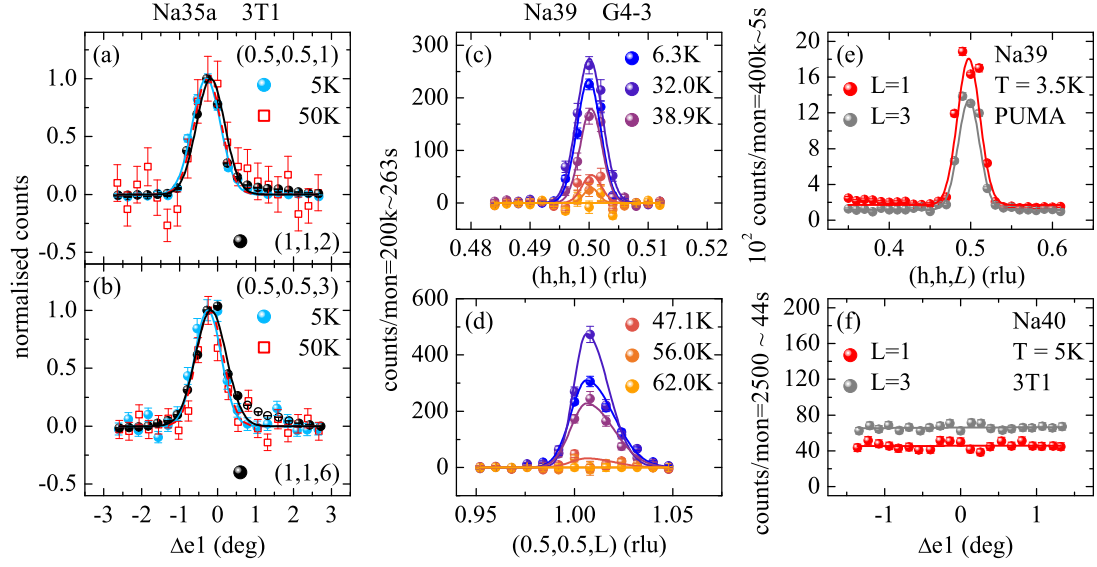 Na35a 3T1
Na39 G4-3
(a) (0.5,0.5,1)
5K
50K
(1,1,2)
1.0
0.5
0.0
-0.5
(b) (0.5,0.5,3)
5K
50K
(1,1,6)
1.0
0.5
0.0
-0.5
normalised counts
-3 -2 -1 0 1 2 3
Δe1 (deg)
(c)
6.3K
32.0K
38.9K
300
250
200
150
100
50
0
0.48 0.49 0.50 0.51 0.52
(h,h,1) (rlu)
counts/mon=200k~263s
(d)
47.1K
56.0K
62.0K
600
400
200
0
0.95 1.00 1.05
(0.5,0.5,L) (rlu)
(e) Na39
L=1 T = 3.5K
L=3 PUMA
20
16
12
8
4
0
0.4 0.5 0.6
(h,h,L) (rlu)
10² counts/mon=400k~5s
(f) Na40
L=1 T = 5K
L=3 3T1
200
160
120
80
40
0
-1 0 1
Δe1 (deg)
counts/mon=2500 ~ 44s